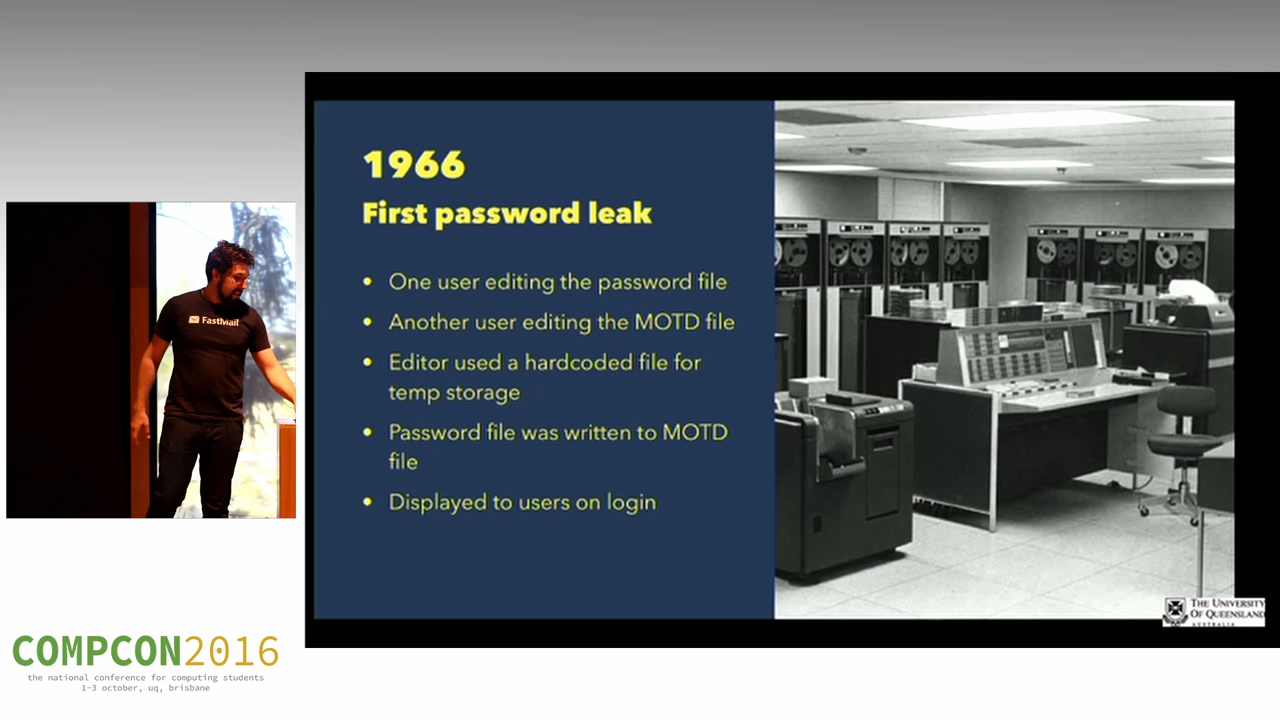 1966
First password leak
• One user editing the password file
• Another user editing the MOTD file
• Editor used a hardcoded file for
temp storage
• Password file was written to MOTD
file
• Displayed to users on login
FastMail
THE UNIVERSITY
OF QUEENSLAND
AUSTRALIA
COMPCON2016
the national conference for computing students
1-3 october, uq, brisbane